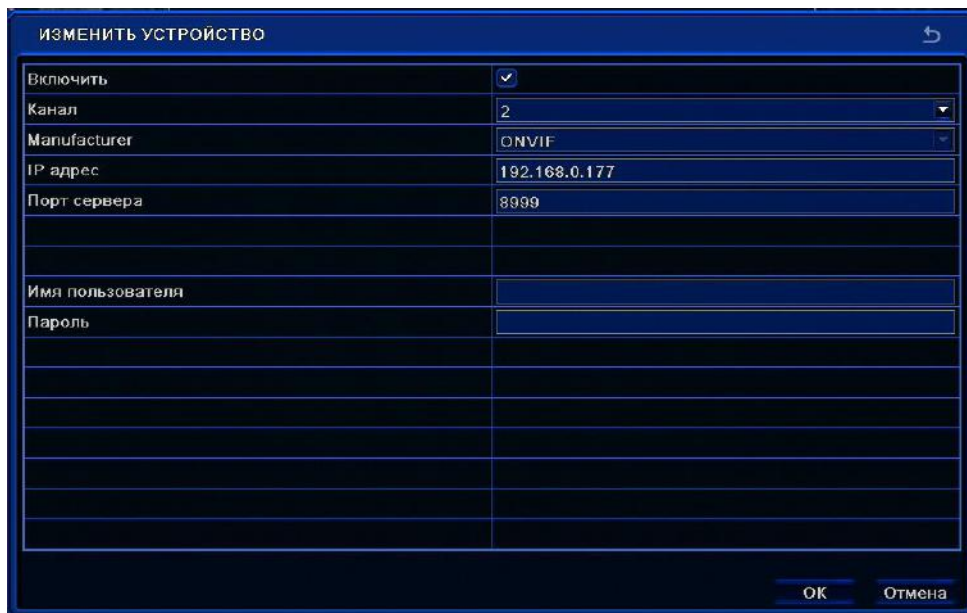 ИЗМЕНИТЬ УСТРОЙСТВО
Включить
Канал 2
Manufacturer ONVIF
IP адрес 192.168.0.177
Порт сервера 8999
Имя пользователя
Пароль
OK Отмена